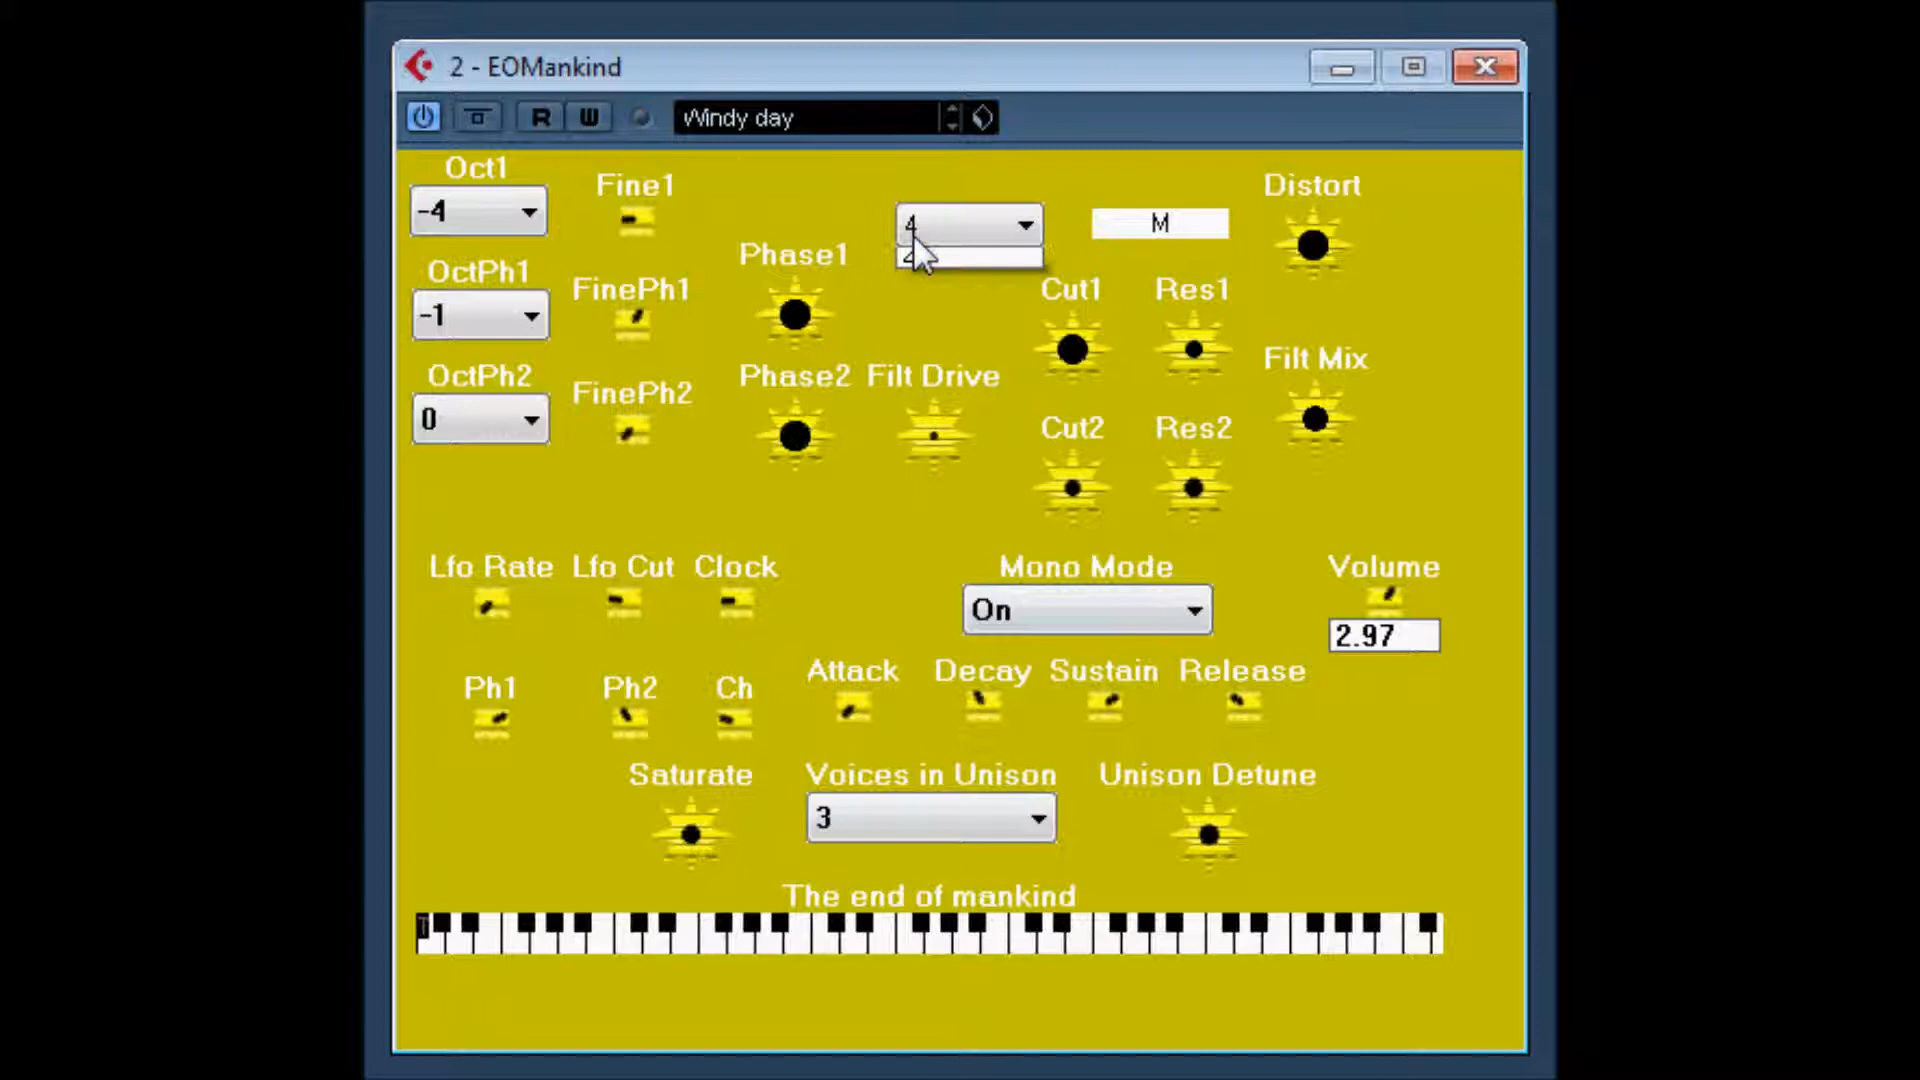 2 - EOMankind
R W Windy day
Oct1
-4
Fine1
4
4
M
Distort
OctPh1
-1
FinePh1
Phase1
Cut1 Res1
OctPh2
0
FinePh2
Phase2 Filt Drive
Filt Mix
Cut2 Res2
Lfo Rate Lfo Cut Clock
Mono Mode
On
Volume
2.97
Ph1 Ph2 Ch
Attack Decay Sustain Release
Saturate
Voices in Unison
3
Unison Detune
The end of mankind